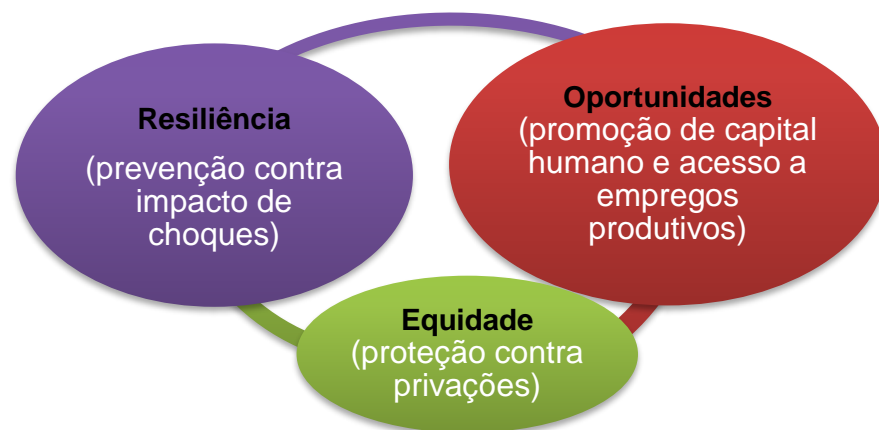 Resiliência
(prevenção contra
impacto de
choques)
Oportunidades
(promoção de capital
humano e acesso a
empregos
produtivos)
Equidade
(proteção contra
privações)